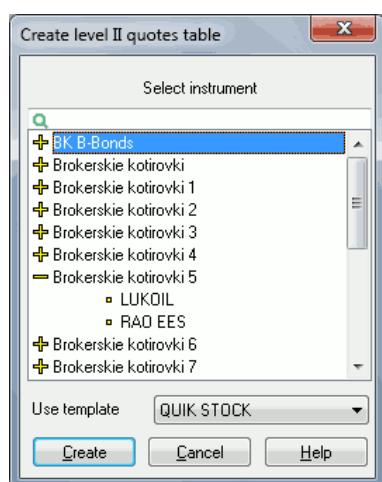 Create level II quotes table
Select instrument
BK B-Bonds
Brokerskie kotirovki
Brokerskie kotirovki 1
Brokerskie kotirovki 2
Brokerskie kotirovki 3
Brokerskie kotirovki 4
Brokerskie kotirovki 5
LUKOIL
RAO EES
Brokerskie kotirovki 6
Brokerskie kotirovki 7
Use template QUIK STOCK
Create Cancel Help